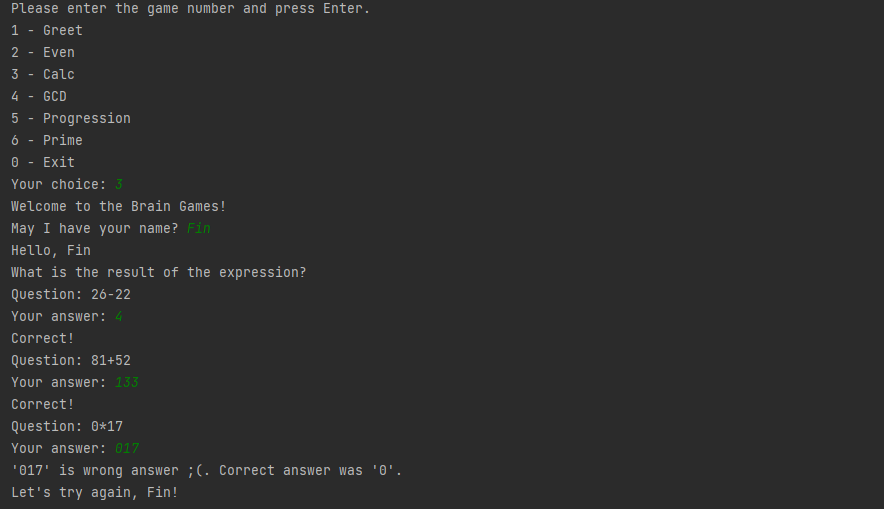 Please enter the game number and press Enter.
1 - Greet
2 - Even
3 - Calc
4 - GCD
5 - Progression
6 - Prime
0 - Exit
Your choice: 3
Welcome to the Brain Games!
May I have your name? Fin
Hello, Fin
What is the result of the expression?
Question: 26-22
Your answer: 4
Correct!
Question: 81+52
Your answer: 133
Correct!
Question: 0*17
Your answer: 017
'017' is wrong answer ;(. Correct answer was '0'.
Let's try again, Fin!